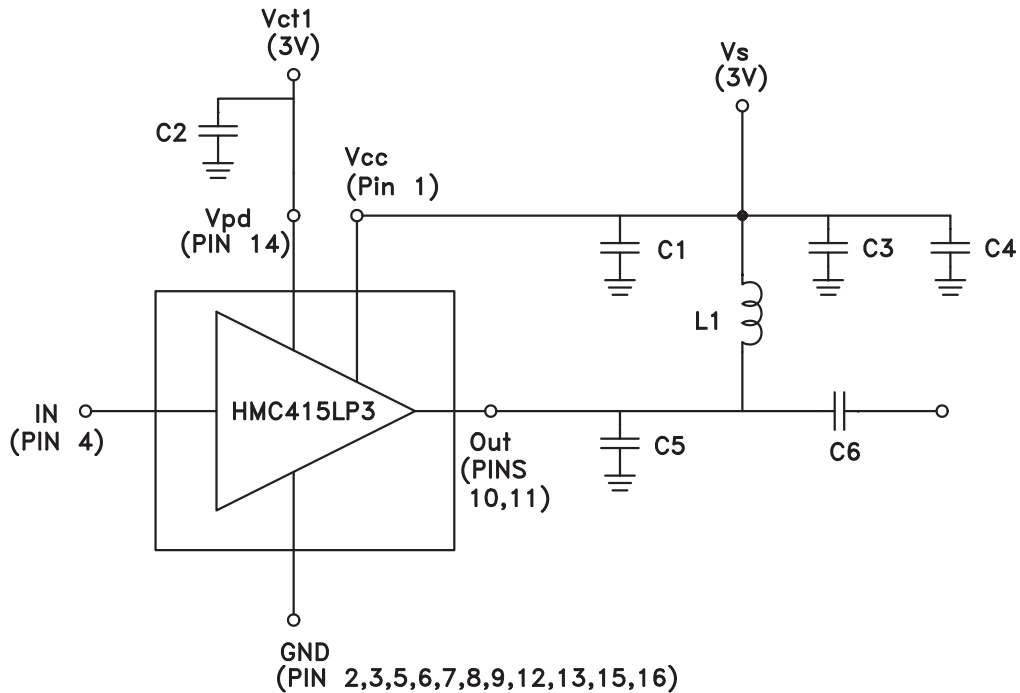 Vct1
(3V)
Vs
(3V)
C2
Vcc
(Pin 1)
Vpd
(PIN 14)
C1
C3
C4
L1
HMC415LP3
IN
(PIN 4)
Out
(PINS
10,11)
C5
C6
GND
(PIN 2,3,5,6,7,8,9,12,13,15,16)